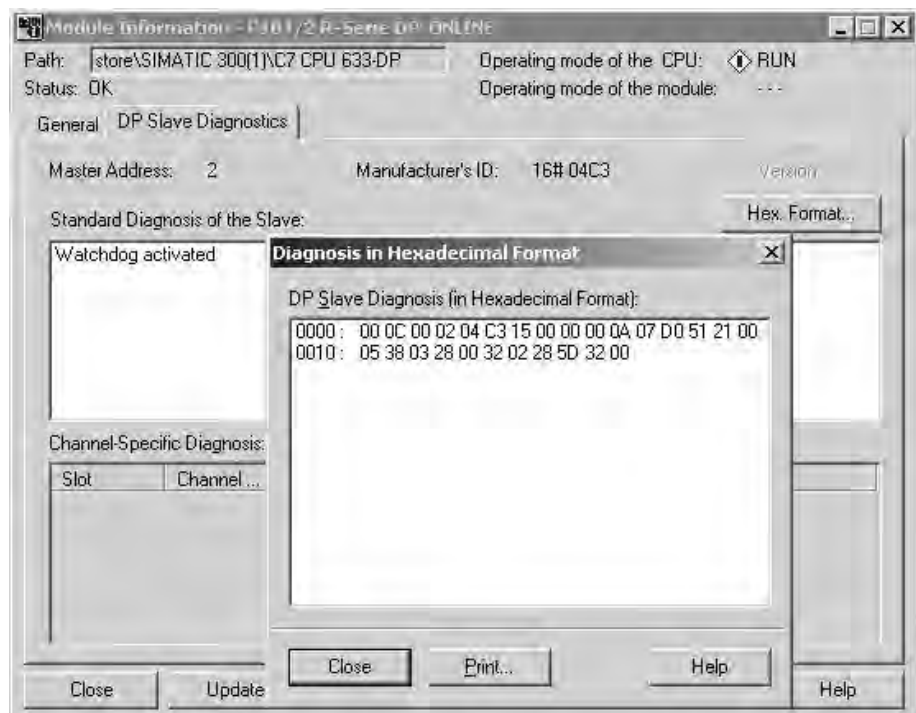 Module Information - P101/2 R-Serie DP ONLINE
Path: store\SIMATIC 300(1)\C7 CPU 633-DP Operating mode of the CPU: RUN
Status: OK Operating mode of the module: - - -
General DP Slave Diagnostics
Master Address: 2 Manufacturer's ID: 16# 04C3 Version:
Standard Diagnosis of the Slave: Hex. Format...
Watchdog activated
Diagnosis in Hexadecimal Format
DP Slave Diagnosis (in Hexadecimal Format):
0000 : 00 0C 00 02 04 C3 15 00 00 00 0A 07 D0 51 21 00
0010 : 05 38 03 28 00 32 02 28 5D 32 00
Channel-Specific Diagnosis:
Slot Channel ...
Close Print... Help
Close Update Help